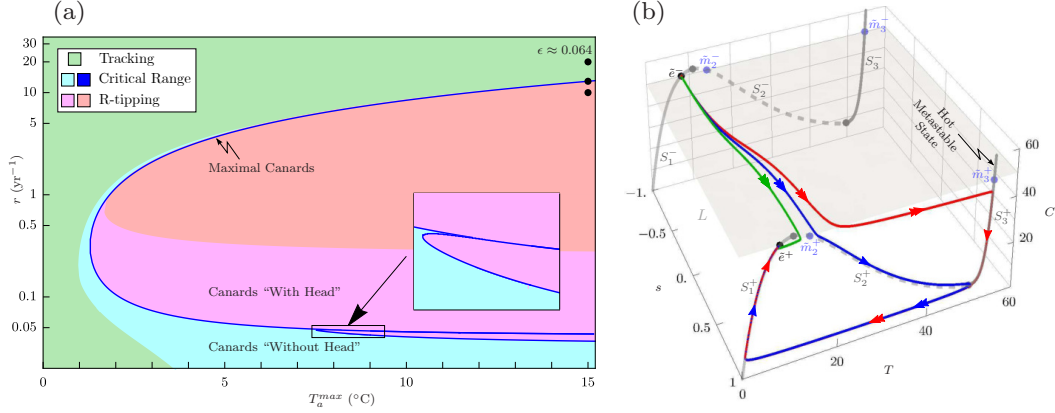 (a)
30
20
10
5
1
0.5
0.1
0.05
r (yr⁻¹)
Tracking
Critical Range
R-tipping
ϵ ≈ 0.064
Maximal Canards
Canards “With Head”
Canards “Without Head”
0
5
10
15
T_a^{max} (°C)
(b)
m̃₃⁻
m̃₂⁻
ẽ⁻
S₂⁻
S₃⁻
S₁⁻
Hot
Metastable
State
60
40
20
C
m̃₃⁺
-1.
-0.5
0.
0.5
1
s
L
ẽ⁺
m̃₂⁺
S₁⁺
S₂⁺
S₃⁺
0
20
40
60
T